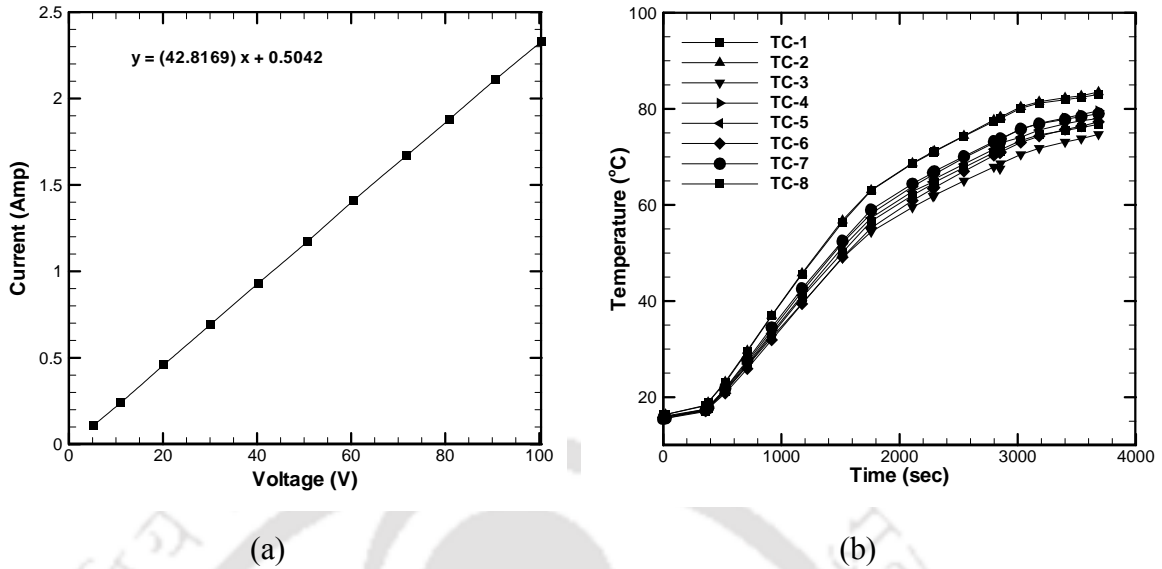 y = (42.8169) x + 0.5042
Current (Amp)
2.5
2
1.5
1
0.5
0
0 20 40 60 80 100
Voltage (V)
(a)
TC-1
TC-2
TC-3
TC-4
TC-5
TC-6
TC-7
TC-8
Temperature (°C)
100
80
60
40
20
0 1000 2000 3000 4000
Time (sec)
(b)